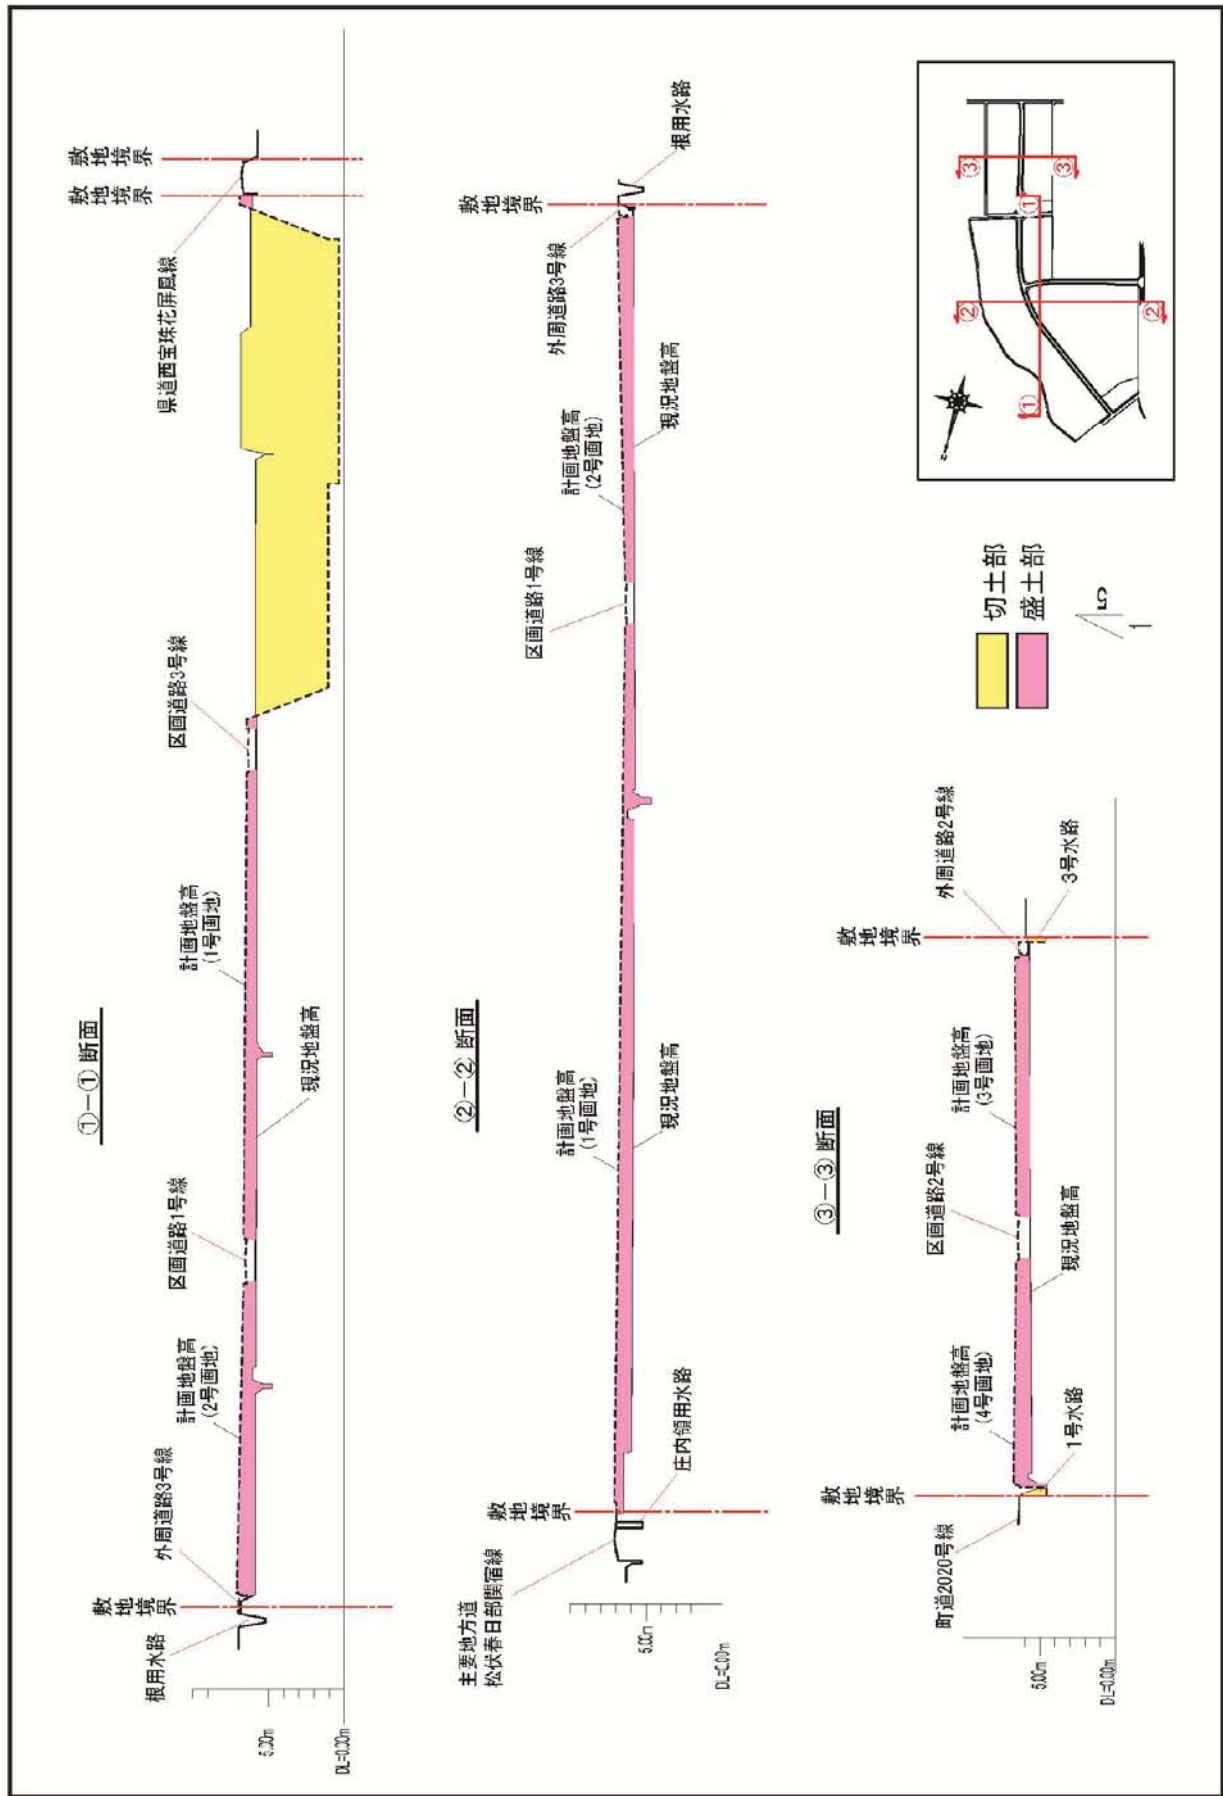 ①－①断面
敷地境界
根用水路
外周道路3号線
計画地盤高
(2号画地)
区画道路1号線
現況地盤高
計画地盤高
(1号画地)
区画道路3号線
県道西宝珠花屏風線
敷地境界
敷地境界
5.00m
DL=0.00m
②－②断面
主要地方道
松伏春日部関宿線
敷地境界
庄内領用水路
計画地盤高
(1号画地)
現況地盤高
区画道路1号線
計画地盤高
(2号画地)
現況地盤高
外周道路3号線
敷地境界
根用水路
5.00m
DL=0.00m
③－③断面
町道2020号線
敷地境界
1号水路
計画地盤高
(4号画地)
区画道路2号線
現況地盤高
計画地盤高
(3号画地)
敷地境界
外周道路2号線
3号水路
5.00m
DL=0.00m
切土部
盛土部
5
1
①
①
②
②
③
③